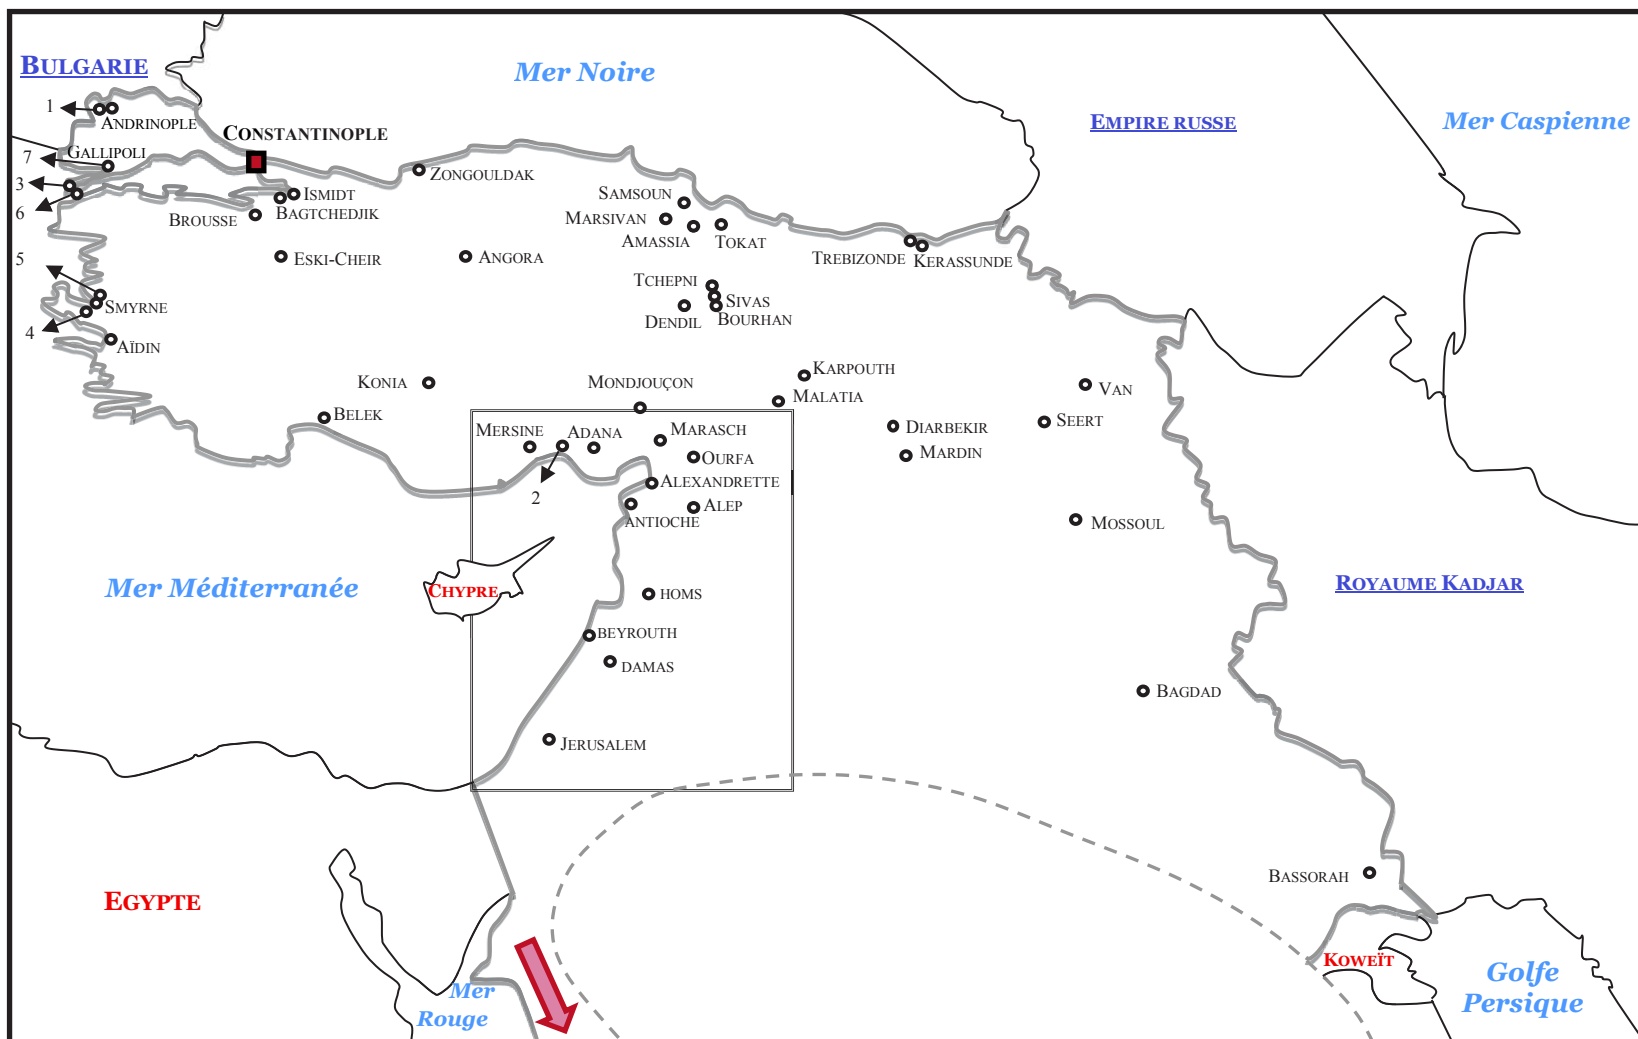 BULGARIE
Mer Noire
EMPIRE RUSSE
Mer Caspienne
1
ANDRINOPLE
CONSTANTINOPLE
7
GALLIPOLI
3
6
ISMIDT
BAGTCHEDJIK
BROUSSE
ZONGOULDAK
SAMSOUN
MARSIVAN
AMASSIA
TOKAT
TREBIZONDE
KERASSUNDE
5
ESKI-CHEIR
ANGORA
TCHEPNI
SIVAS
DENDIL
BOURHAN
SMYRNE
4
AÏDIN
KONIA
MONDJOUÇON
KARPOUTH
MALATIA
VAN
BELEK
SEERT
MERSINE
ADANA
MARASCH
DIARBEKIR
OURFA
MARDIN
2
ALEXANDRETTE
ALEP
ANTIOCHE
MOSSOUL
Mer Méditerranée
CHYPRE
HOMS
ROYAUME KADJAR
BEYROUTH
DAMAS
BAGDAD
JERUSALEM
BASSORAH
EGYPTE
KOWEÏT
Mer
Rouge
Golfe
Persique